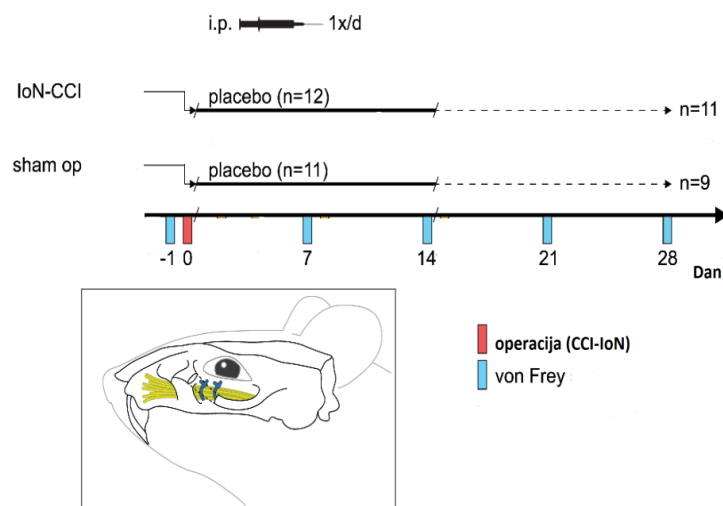 i.p. 1x/d
IoN-CCI
placebo (n=12)
n=11
sham op
placebo (n=11)
n=9
-1 0 7 14 21 28
Dan
operacija (CCI-IoN)
von Frey